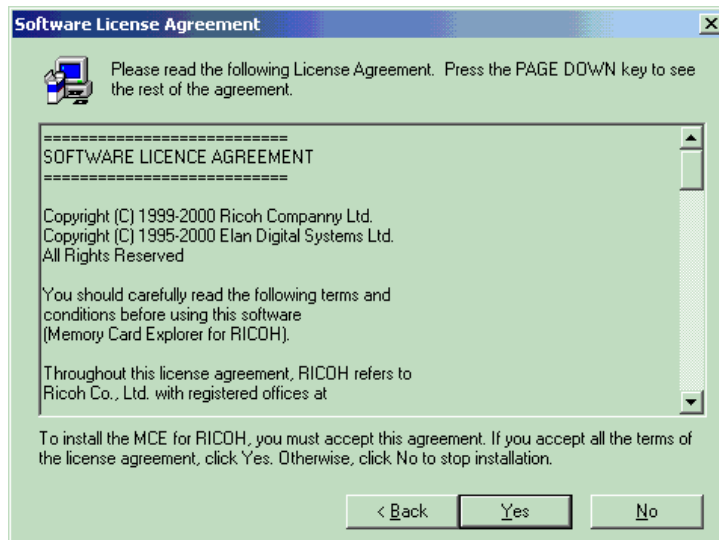 Software License Agreement
Please read the following License Agreement. Press the PAGE DOWN key to see
the rest of the agreement.
===========================
SOFTWARE LICENCE AGREEMENT
===========================
Copyright (C) 1999-2000 Ricoh Companny Ltd.
Copyright (C) 1995-2000 Elan Digital Systems Ltd.
All Rights Reserved
You should carefully read the following terms and
conditions before using this software
(Memory Card Explorer for RICOH).
Throughout this license agreement, RICOH refers to
Ricoh Co., Ltd. with registered offices at
To install the MCE for RICOH, you must accept this agreement. If you accept all the terms of
the license agreement, click Yes. Otherwise, click No to stop installation.
< Back Yes No